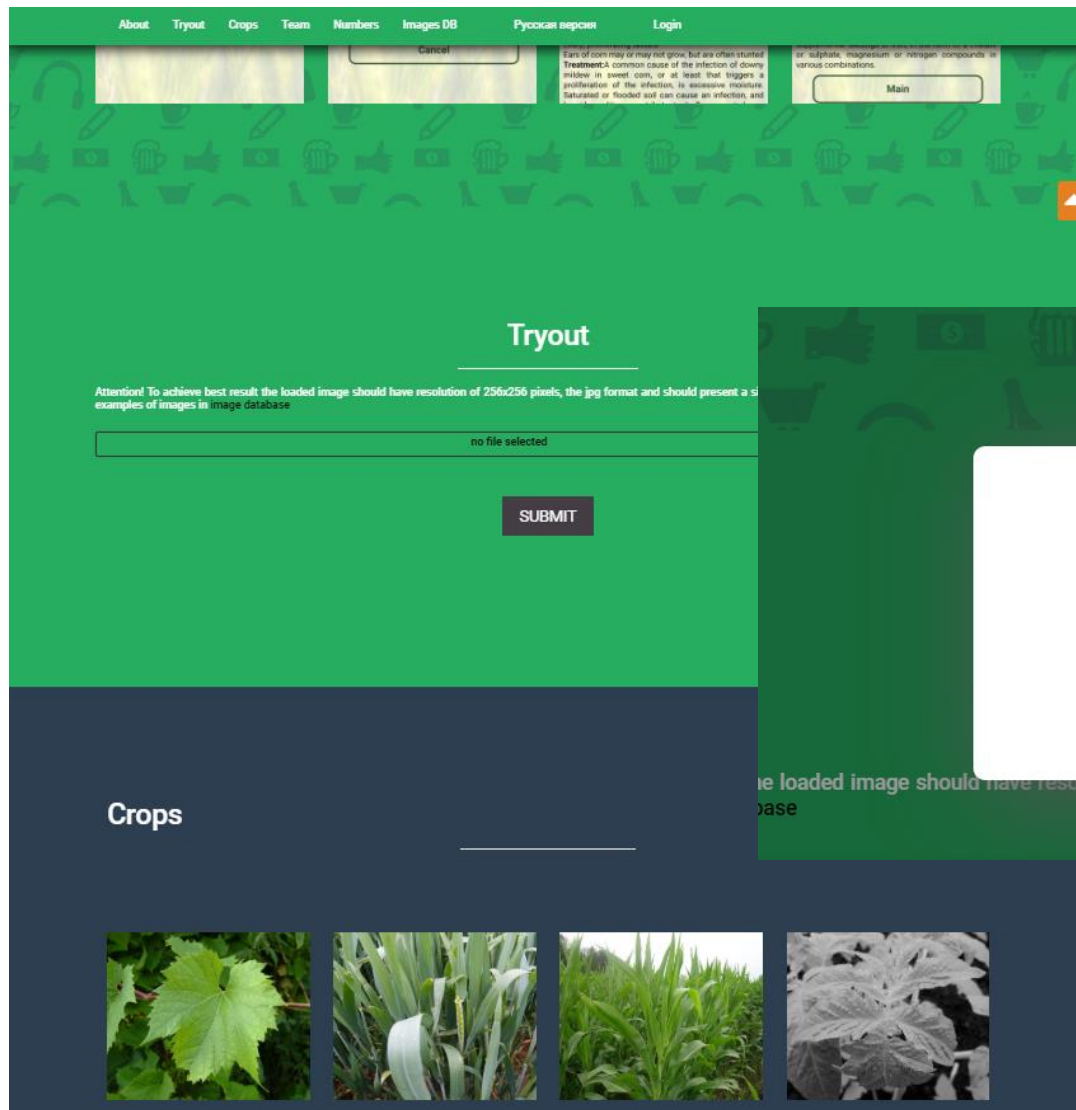 About Tryout Crops Team Numbers Images DB Русская версия Login
Cancel
Ears of corn may or may not grow, but are often stunted
Treatment:A common cause of the infection of downy
mildew in sweet corn, or at least that triggers a
proliferation of the infection, is excessive moisture.
Saturated or flooded soil can cause an infection, and
or sulphate, magnesium or nitrogen compounds in
various combinations.
Main
Tryout
Attention! To achieve best result the loaded image should have resolution of 256x256 pixels, the jpg format and should present a si
examples of images in image database
no file selected
SUBMIT
he loaded image should have reso
base
Crops